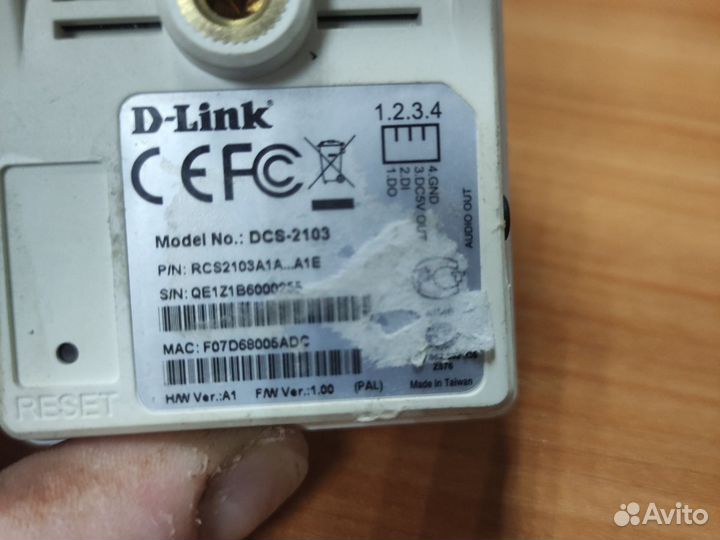 D-Link
1.2.3.4
CE FC
4.GND
3.DC5V OUT
2.DI
1.DO
AUDIO OUT
Model No.: DCS-2103
P/N: RCS2103A1A...A1E
S/N: QE1Z1B6000255
MAC: F07D68005ADC
Made in Taiwan
H/W Ver.:A1 F/W Ver.:1.00 (PAL)
RESET
Avito